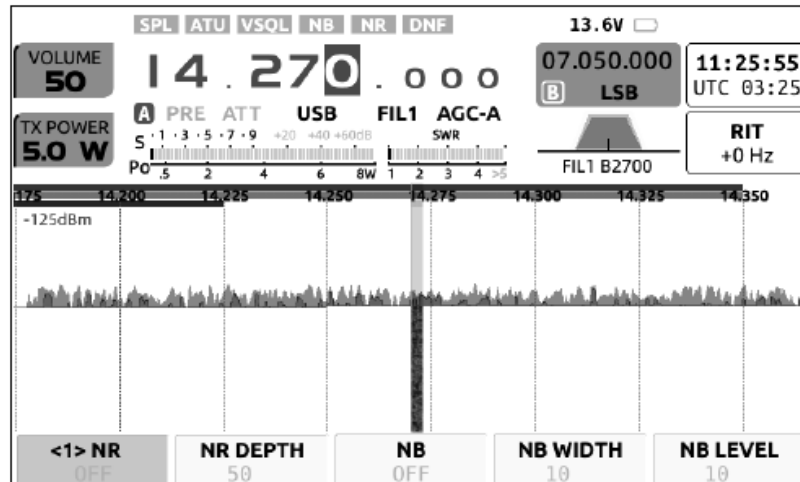 SPL ATU VSQL NB NR DNF 13.6V
VOLUME
50
14.270.000
07.050.000
B LSB
11:25:55
UTC 03:25
A PRE ATT USB FIL1 AGC-A
TX POWER
5.0 W
S ·1 ·3 ·5 ·7 ·9 +20 +40 +60dB SWR
Po .5 2 4 6 8W 1 2 3 4 >5
FIL1 B2700
RIT
+0 Hz
175 14.200 14.225 14.250 14.275 14.300 14.325 14.350
-125dBm
<1> NR NR DEPTH NB NB WIDTH NB LEVEL
OFF 50 OFF 10 10